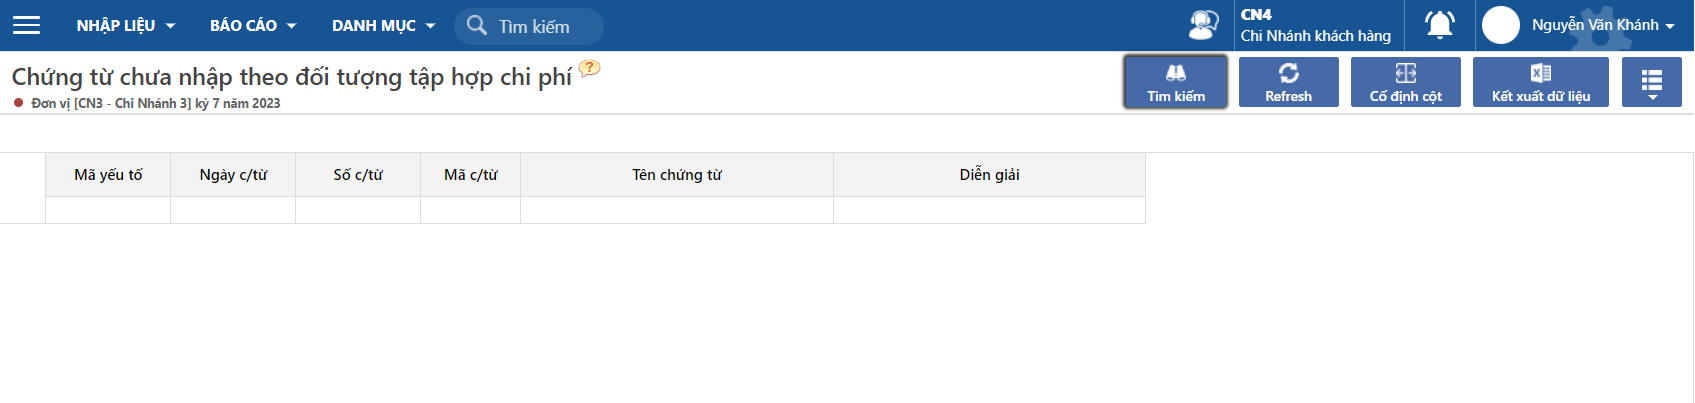 NHẬP LIỆU BÁO CÁO DANH MỤC Tìm kiếm CN4
Chi Nhánh khách hàng Nguyễn Văn Khánh
Chứng từ chưa nhập theo đối tượng tập hợp chi phí ?
Đơn vị [CN3 - Chi Nhánh 3] kỳ 7 năm 2023
Tìm kiếm Refresh Cố định cột Kết xuất dữ liệu
Mã yếu tố Ngày c/từ Số c/từ Mã c/từ Tên chứng từ Diễn giải